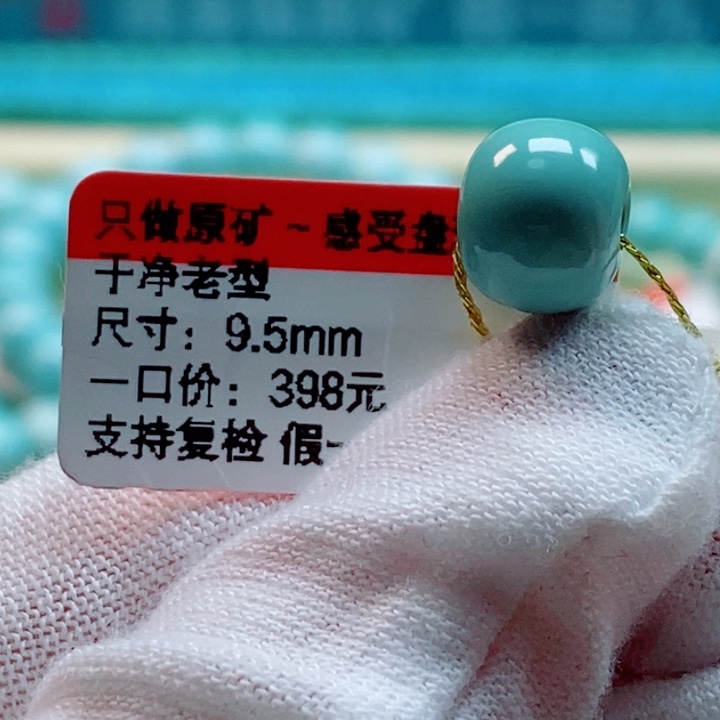 只做原矿 ~ 感受盘
干净老型
尺寸：9.5mm
一口价：398元
支持复检 假一